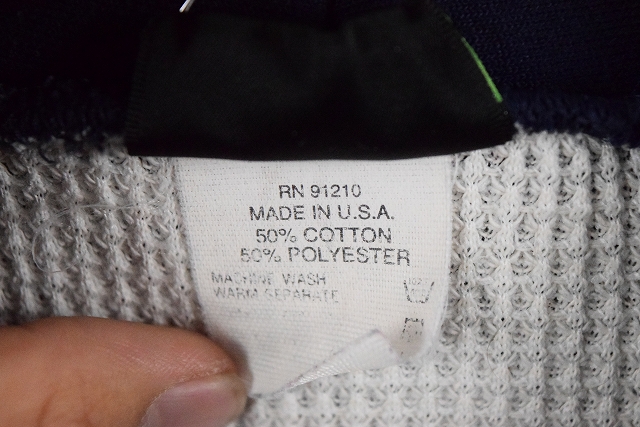 RN 91210
MADE IN U.S.A.
50% COTTON
50% POLYESTER
MACHINE WASH
WARM SEPARATE